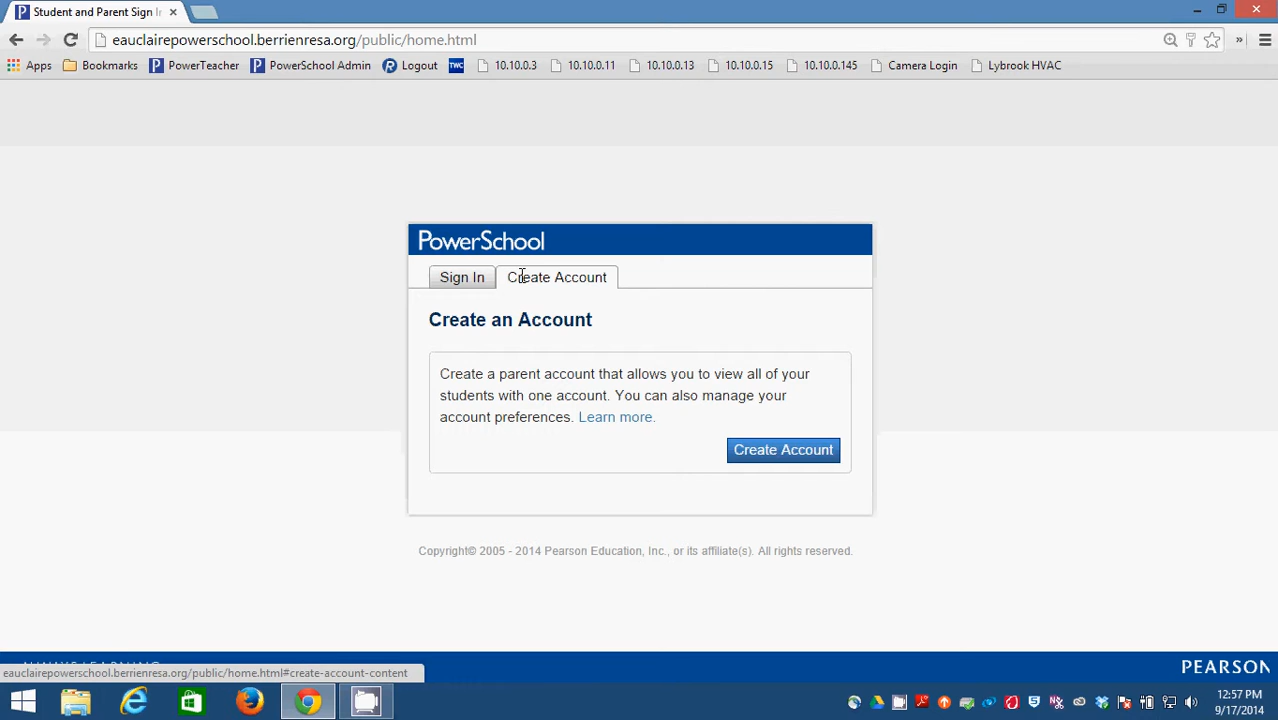 Student and Parent Sign I
eauclairepowerschool.berrienresa.org/public/home.html
Apps Bookmarks PowerTeacher PowerSchool Admin Logout TWC 10.10.0.3 10.10.0.11 10.10.0.13 10.10.0.15 10.10.0.145 Camera Login Lybrook HVAC
PowerSchool
Sign In Create Account
Create an Account
Create a parent account that allows you to view all of your
students with one account. You can also manage your
account preferences. Learn more.
Create Account
Copyright© 2005 - 2014 Pearson Education, Inc., or its affiliate(s). All rights reserved.
eauclairepowerschool.berrienresa.org/public/home.html#create-account-content
PEARSON
12:57 PM
9/17/2014